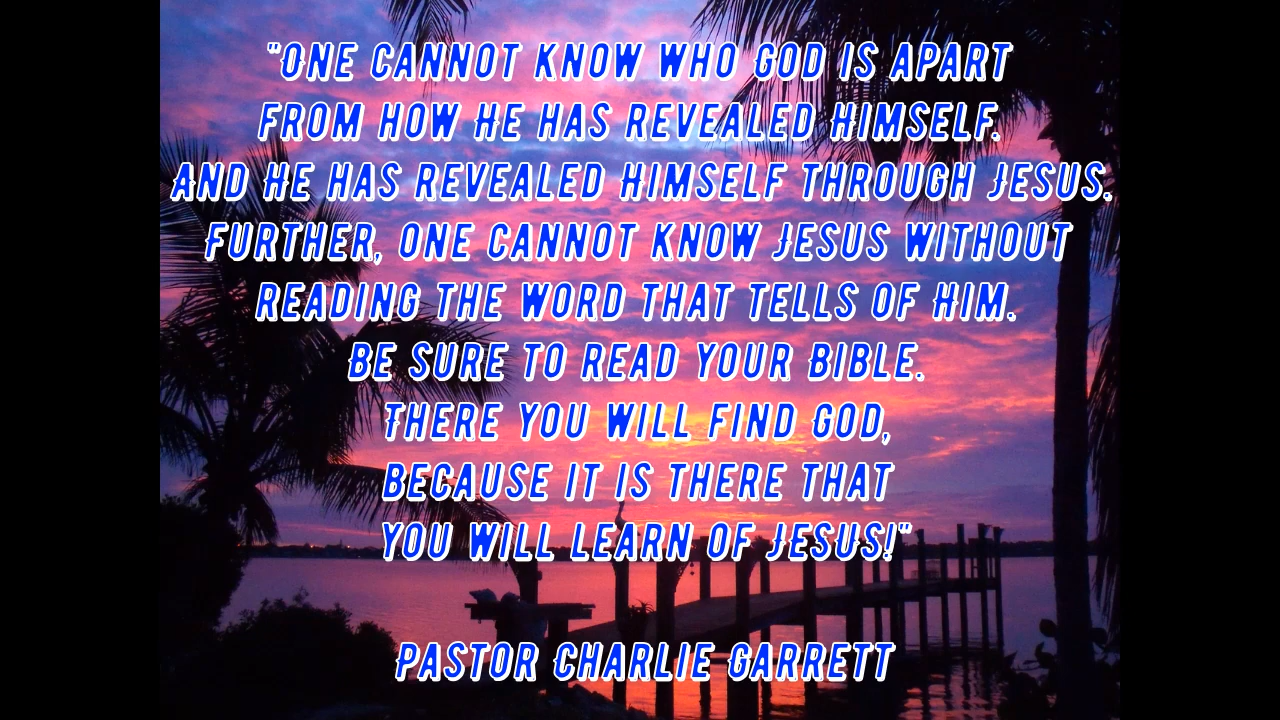 "One cannot know who God is apart
from how He has revealed Himself.
And He has revealed Himself through Jesus.
Further, one cannot know Jesus without
reading the Word that tells of Him.
Be sure to read your Bible.
There you will find God,
because it is there that
you will learn of Jesus!"
Pastor Charlie Garrett